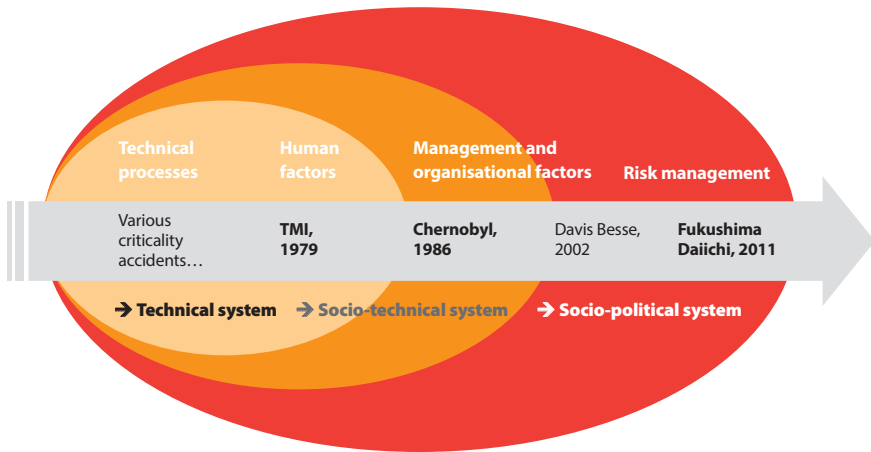 Technical
processes
Human
factors
Management and
organisational factors
Risk management
Various
criticality
accidents…
TMI,
1979
Chernobyl,
1986
Davis Besse,
2002
Fukushima
Daiichi, 2011
➔ Technical system
➔ Socio-technical system
➔ Socio-political system